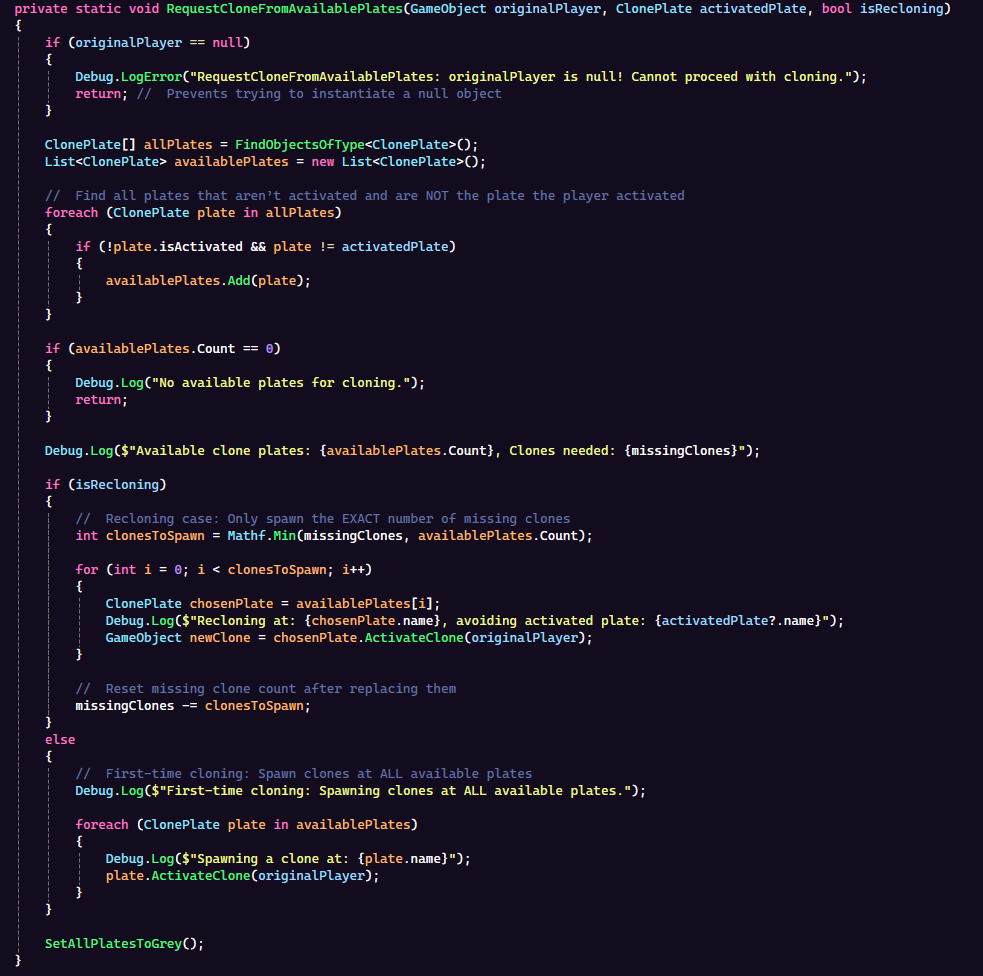 private static void RequestCloneFromAvailablePlates(GameObject originalPlayer, ClonePlate activatedPlate, bool isRecloning)
{
    if (originalPlayer == null)
    {
        Debug.LogError("RequestCloneFromAvailablePlates: originalPlayer is null! Cannot proceed with cloning.");
        return; //  Prevents trying to instantiate a null object
    }

    ClonePlate[] allPlates = FindObjectsOfType<ClonePlate>();
    List<ClonePlate> availablePlates = new List<ClonePlate>();

    //  Find all plates that aren't activated and are NOT the plate the player activated
    foreach (ClonePlate plate in allPlates)
    {
        if (!plate.isActivated && plate != activatedPlate)
        {
            availablePlates.Add(plate);
        }
    }

    if (availablePlates.Count == 0)
    {
        Debug.Log("No available plates for cloning.");
        return;
    }

    Debug.Log($"Available clone plates: {availablePlates.Count}, Clones needed: {missingClones}");

    if (isRecloning)
    {
        //  Recloning case: Only spawn the EXACT number of missing clones
        int clonesToSpawn = Mathf.Min(missingClones, availablePlates.Count);

        for (int i = 0; i < clonesToSpawn; i++)
        {
            ClonePlate chosenPlate = availablePlates[i];
            Debug.Log($"Recloning at: {chosenPlate.name}, avoiding activated plate: {activatedPlate?.name}");
            GameObject newClone = chosenPlate.ActivateClone(originalPlayer);
        }

        //  Reset missing clone count after replacing them
        missingClones -= clonesToSpawn;
    }
    else
    {
        //  First-time cloning: Spawn clones at ALL available plates
        Debug.Log($"First-time cloning: Spawning clones at ALL available plates.");

        foreach (ClonePlate plate in availablePlates)
        {
            Debug.Log($"Spawning a clone at: {plate.name}");
            plate.ActivateClone(originalPlayer);
        }
    }

    SetAllPlatesToGrey();
}